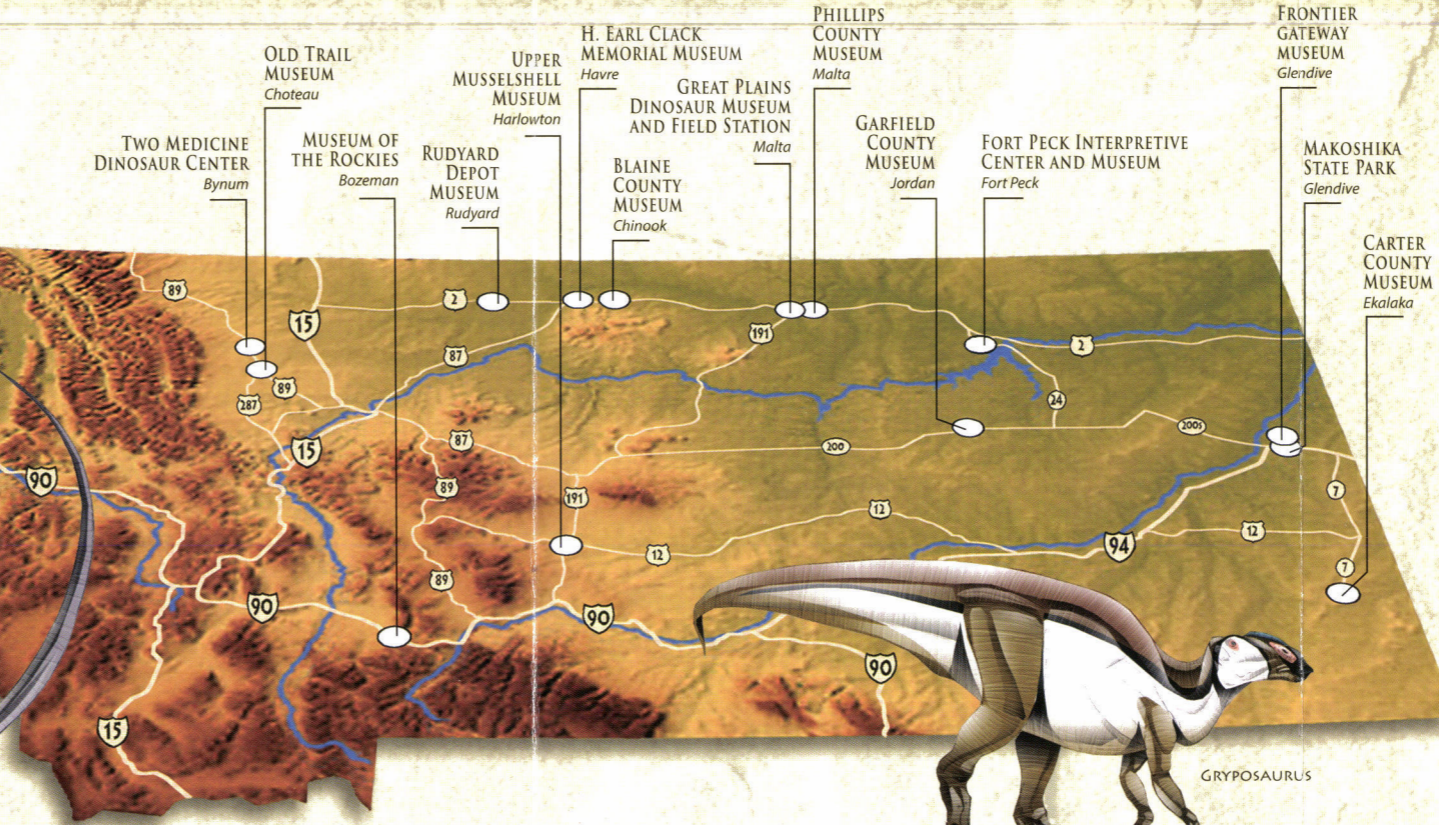 OLD TRAIL
MUSEUM
Choteau
UPPER
MUSSELSHELL
MUSEUM
Harlowton
H. EARL CLACK
MEMORIAL MUSEUM
Havre
PHILLIPS
COUNTY
MUSEUM
Malta
FRONTIER
GATEWAY
MUSEUM
Glendive
TWO MEDICINE
DINOSAUR CENTER
Bynum
MUSEUM OF
THE ROCKIES
Bozeman
RUDYARD
DEPOT
MUSEUM
Rudyard
BLAINE
COUNTY
MUSEUM
Chinook
GREAT PLAINS
DINOSAUR MUSEUM
AND FIELD STATION
Malta
GARFIELD
COUNTY
MUSEUM
Jordan
FORT PECK INTERPRETIVE
CENTER AND MUSEUM
Fort Peck
MAKOSHIKA
STATE PARK
Glendive
CARTER
COUNTY
MUSEUM
Ekalaka
89
15
2
191
2
87
89
287
24
200s
15
87
200
90
89
191
12
7
12
94
12
89
7
90
90
90
15
GRYPOSAURUS